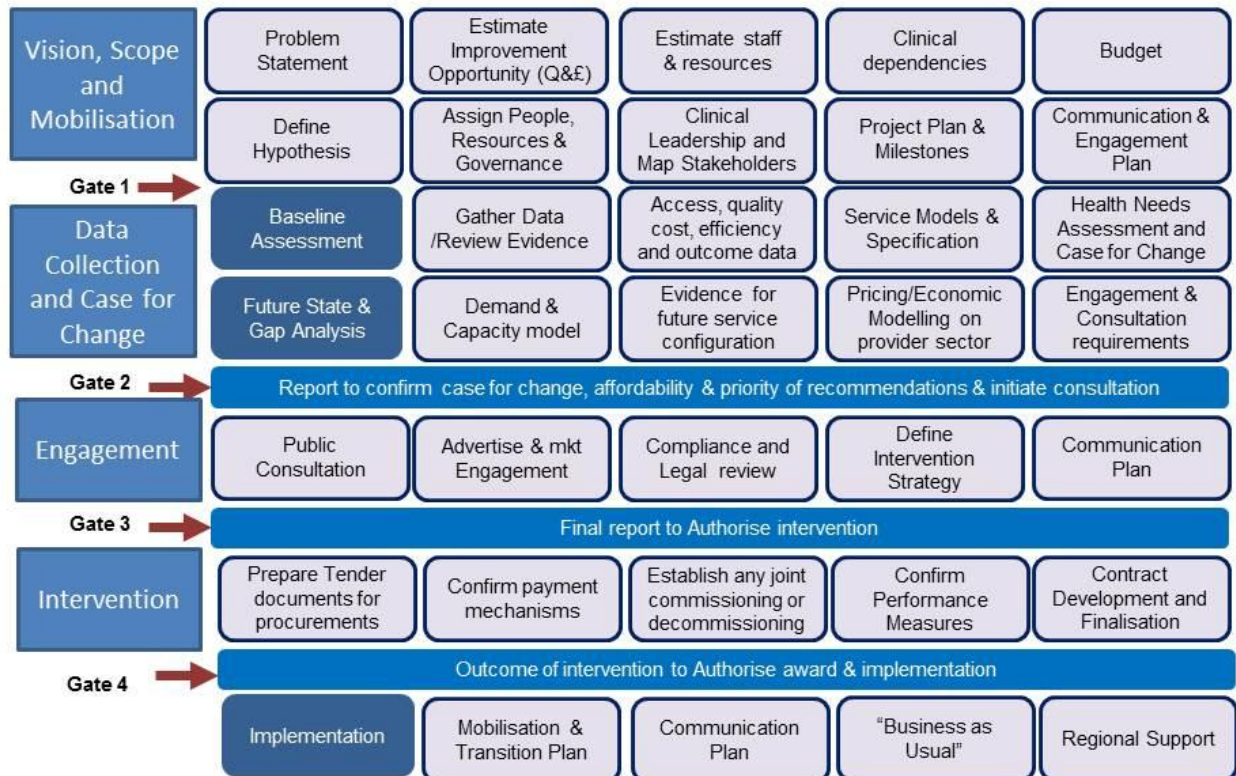 Vision, Scope
and
Mobilisation
Problem
Statement
Estimate
Improvement
Opportunity (Q&£)
Estimate staff
& resources
Clinical
dependencies
Budget
Define
Hypothesis
Assign People,
Resources &
Governance
Clinical
Leadership and
Map Stakeholders
Project Plan &
Milestones
Communication &
Engagement
Plan
Gate 1
Data
Collection
and Case for
Change
Baseline
Assessment
Gather Data
/Review Evidence
Access, quality
cost, efficiency
and outcome data
Service Models &
Specification
Health Needs
Assessment and
Case for Change
Future State &
Gap Analysis
Demand &
Capacity model
Evidence for
future service
configuration
Pricing/Economic
Modelling on
provider sector
Engagement &
Consultation
requirements
Gate 2
Report to confirm case for change, affordability & priority of recommendations & initiate consultation
Engagement
Public
Consultation
Advertise & mkt
Engagement
Compliance and
Legal review
Define
Intervention
Strategy
Communication
Plan
Gate 3
Final report to Authorise intervention
Intervention
Prepare Tender
documents for
procurements
Confirm payment
mechanisms
Establish any joint
commissioning or
decommissioning
Confirm
Performance
Measures
Contract
Development and
Finalisation
Gate 4
Outcome of intervention to Authorise award & implementation
Implementation
Mobilisation &
Transition Plan
Communication
Plan
“Business as
Usual”
Regional Support